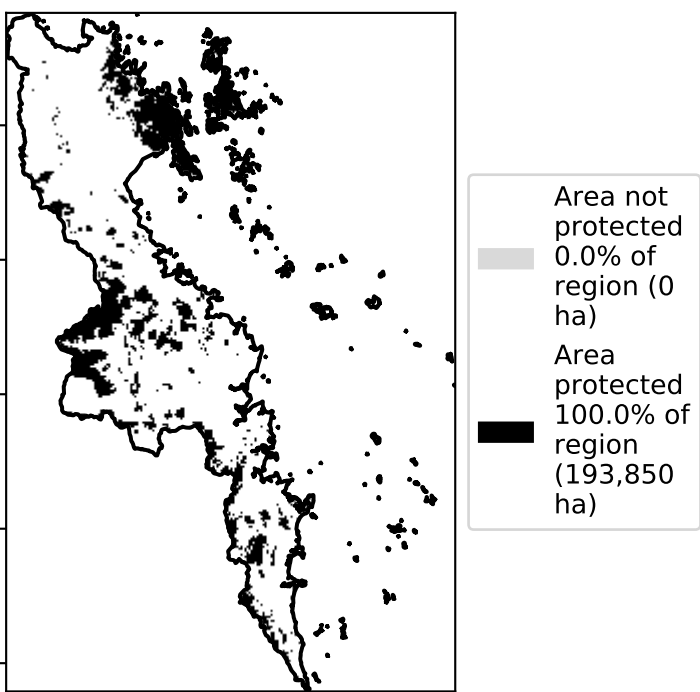 Area not
protected
0.0% of
region (0
ha)
Area
protected
100.0% of
region
(193,850
ha)